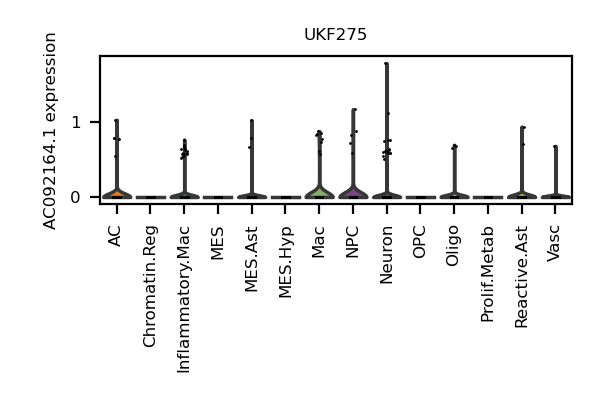 UKF275
AC092164.1 expression
1
0
AC
Chromatin.Reg
Inflammatory.Mac
MES
MES.Ast
MES.Hyp
Mac
NPC
Neuron
OPC
Oligo
Prolif.Metab
Reactive.Ast
Vasc